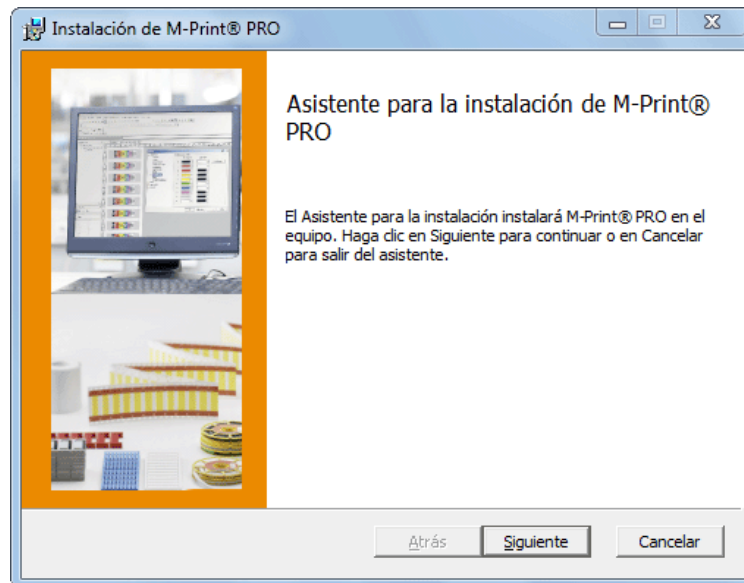 Instalación de M-Print® PRO
Asistente para la instalación de M-Print®
PRO
El Asistente para la instalación instalará M-Print® PRO en el
equipo. Haga clic en Siguiente para continuar o en Cancelar
para salir del asistente.
Atrás
Siguiente
Cancelar